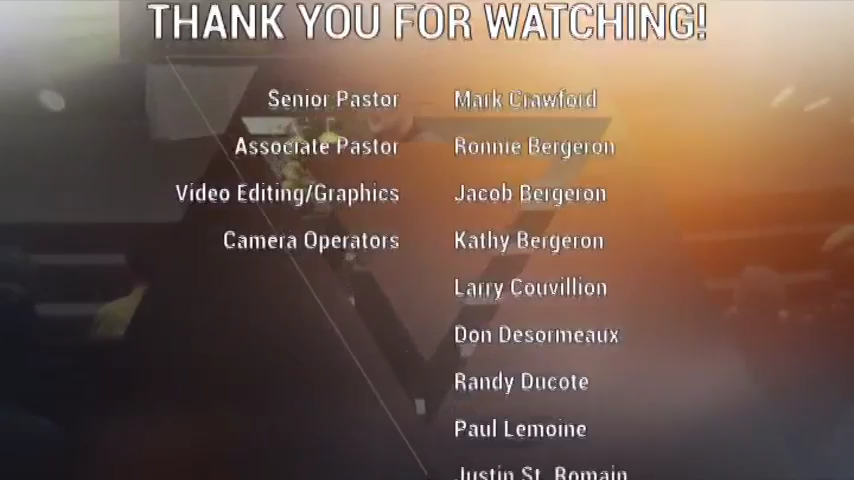 THANK YOU FOR WATCHING!
Senior Pastor Mark Crawford
Associate Pastor Ronnie Bergeron
Video Editing/Graphics Jacob Bergeron
Camera Operators Kathy Bergeron
Larry Couvillion
Don Desormeaux
Randy Ducote
Paul Lemoine
Justin St. Romain